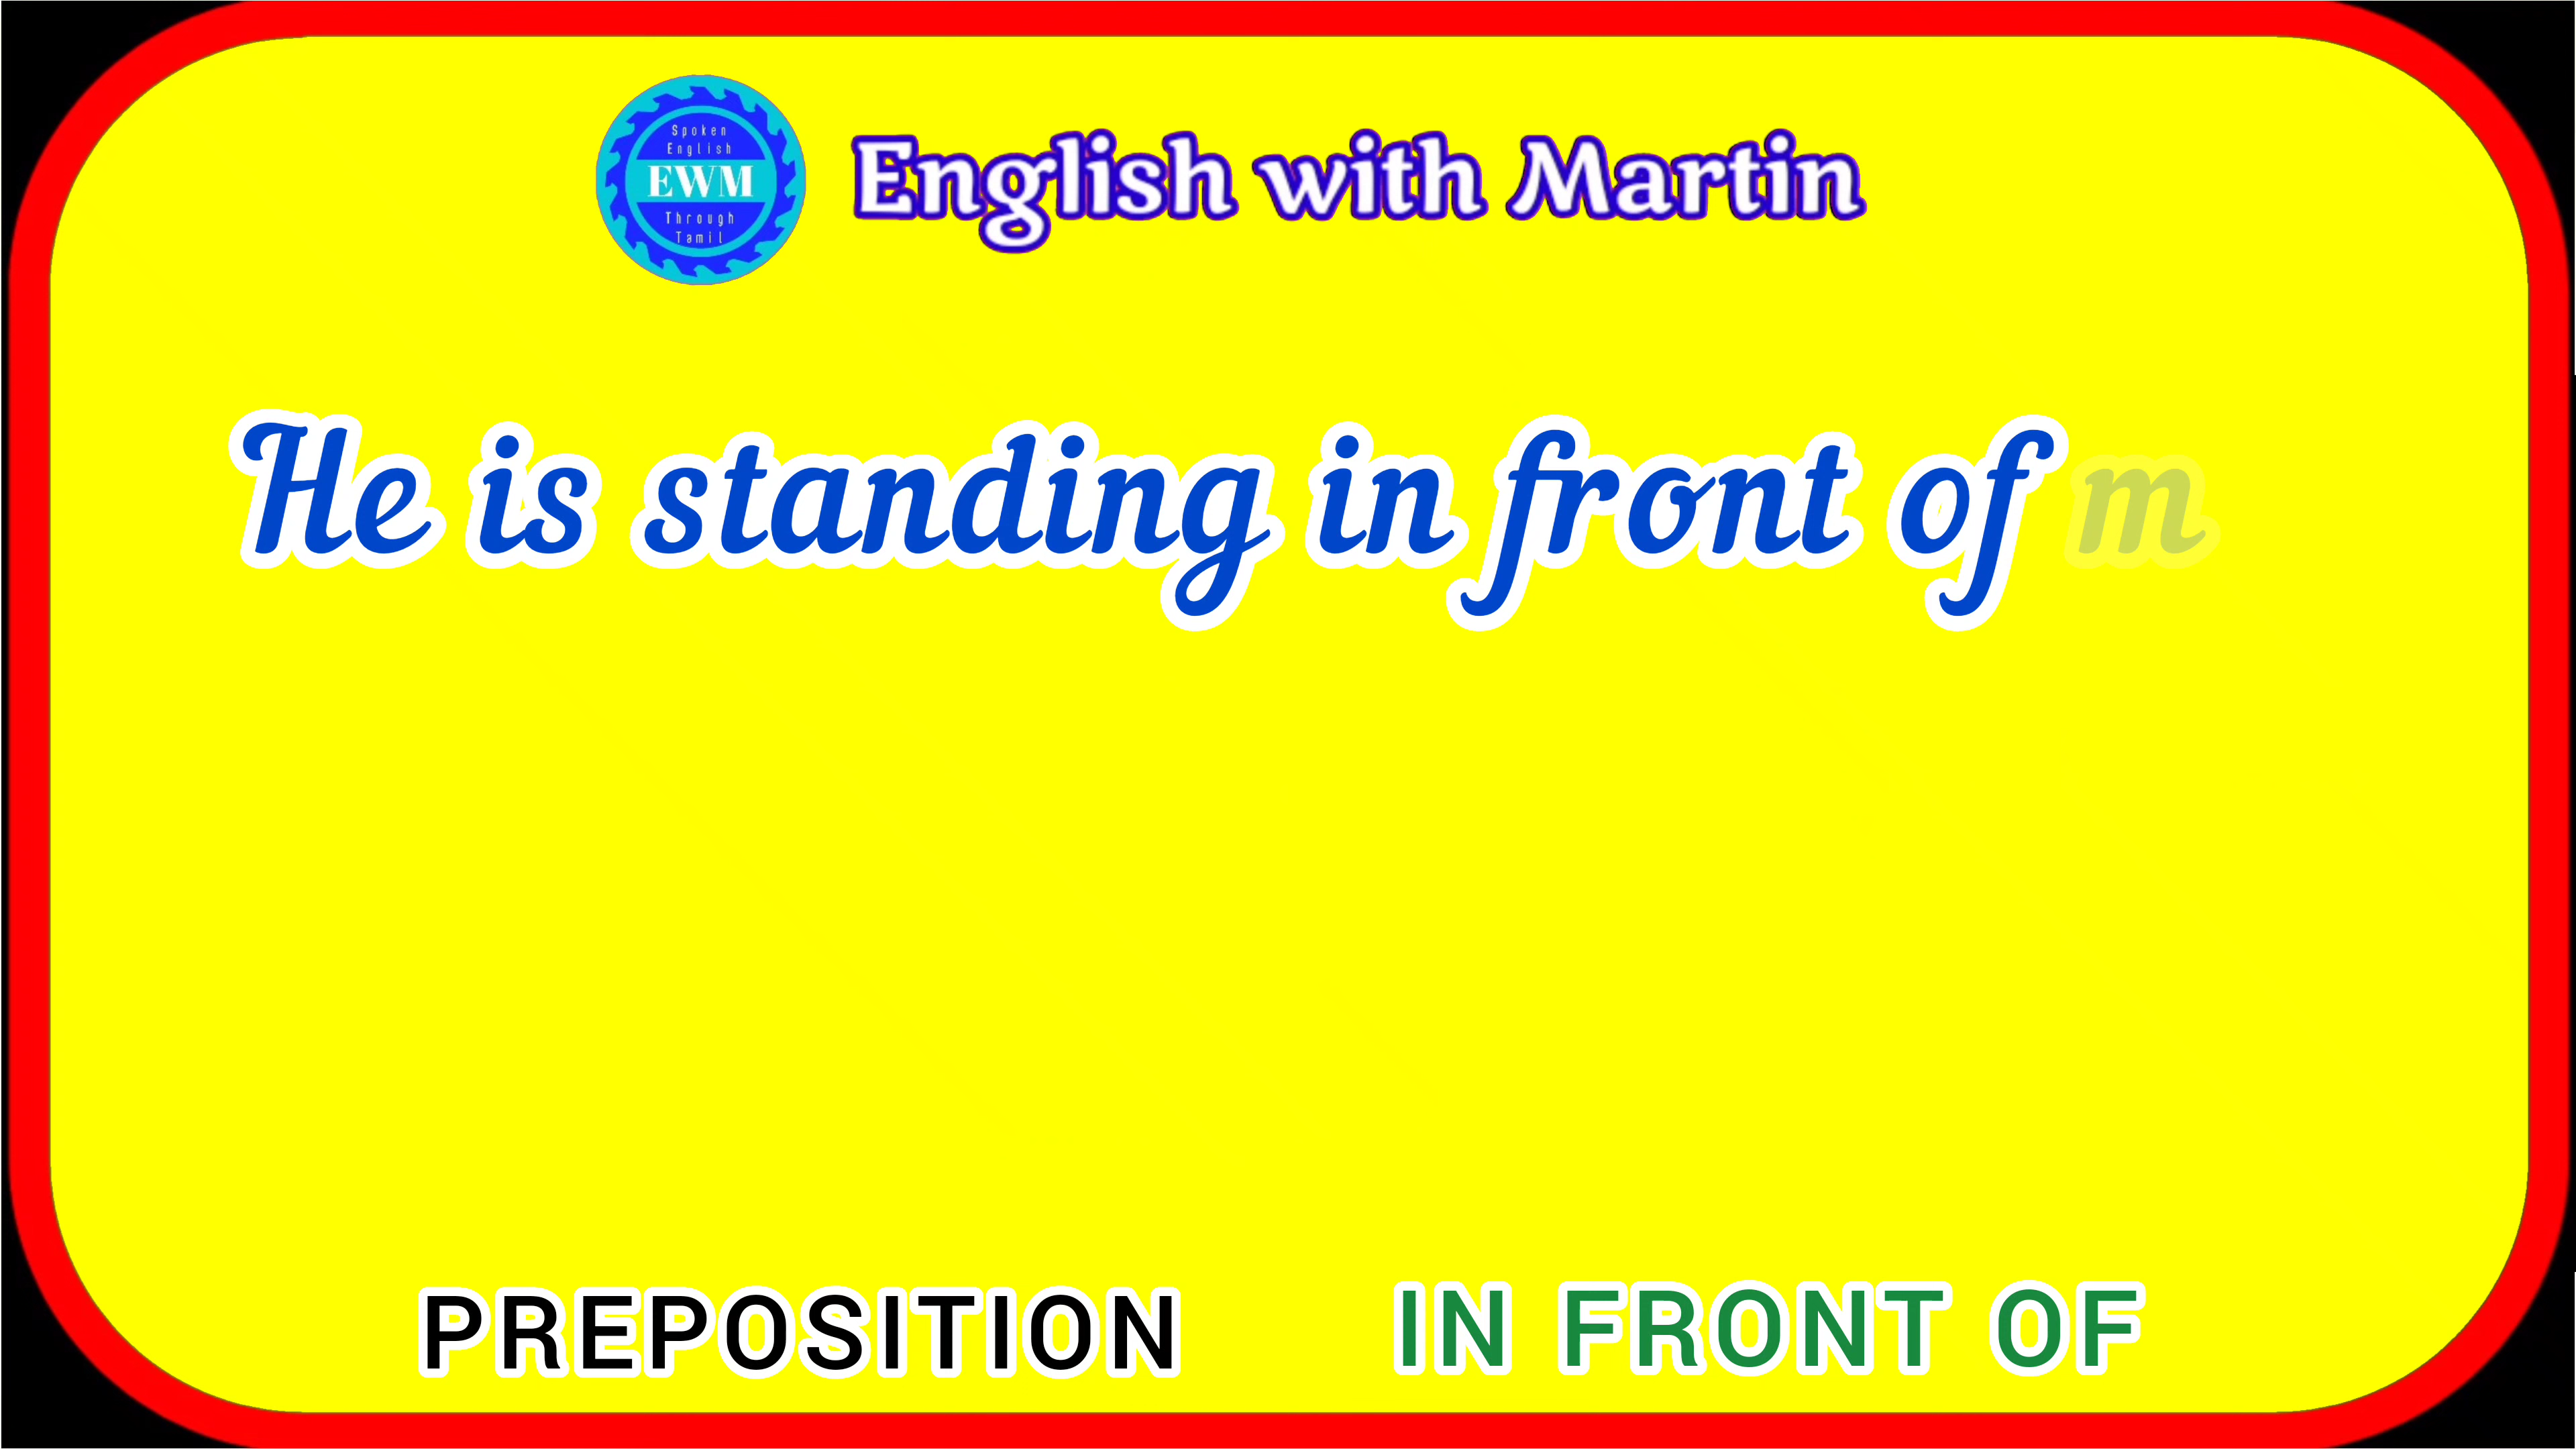 Spoken
English
EWM
Through
Tamil
English with Martin
He is standing in front of m
PREPOSITION IN FRONT OF